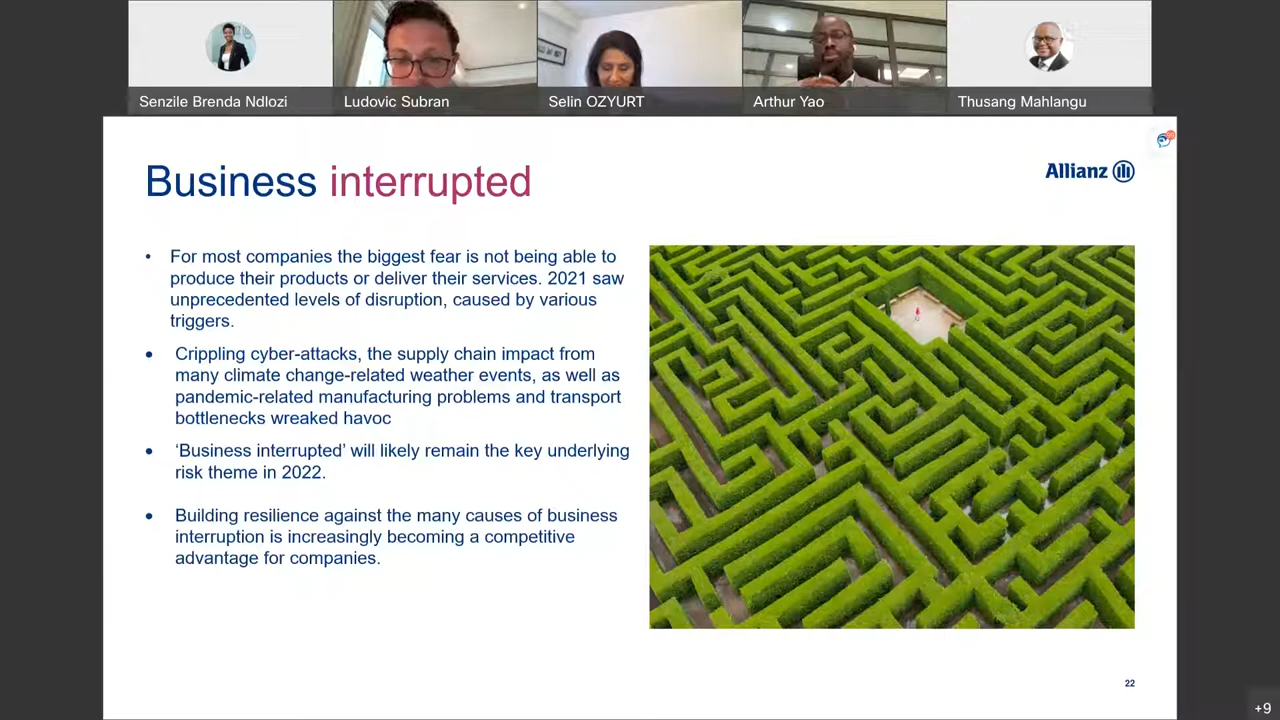 Senzile Brenda Ndlozi
Ludovic Subran
Selin OZYURT
Arthur Yao
Thusang Mahlangu
Business interrupted
Allianz
• For most companies the biggest fear is not being able to
produce their products or deliver their services. 2021 saw
unprecedented levels of disruption, caused by various
triggers.
• Crippling cyber-attacks, the supply chain impact from
many climate change-related weather events, as well as
pandemic-related manufacturing problems and transport
bottlenecks wreaked havoc
• ‘Business interrupted’ will likely remain the key underlying
risk theme in 2022.
• Building resilience against the many causes of business
interruption is increasingly becoming a competitive
advantage for companies.
22
+9